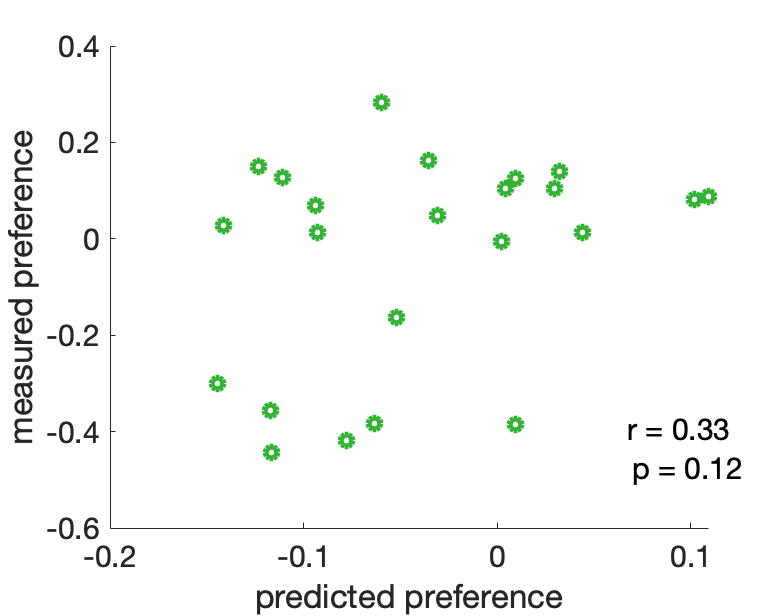 0.4
0.2
0
-0.2
-0.4
-0.6
measured preference
r = 0.33
p = 0.12
-0.2
-0.1
0
0.1
predicted preference